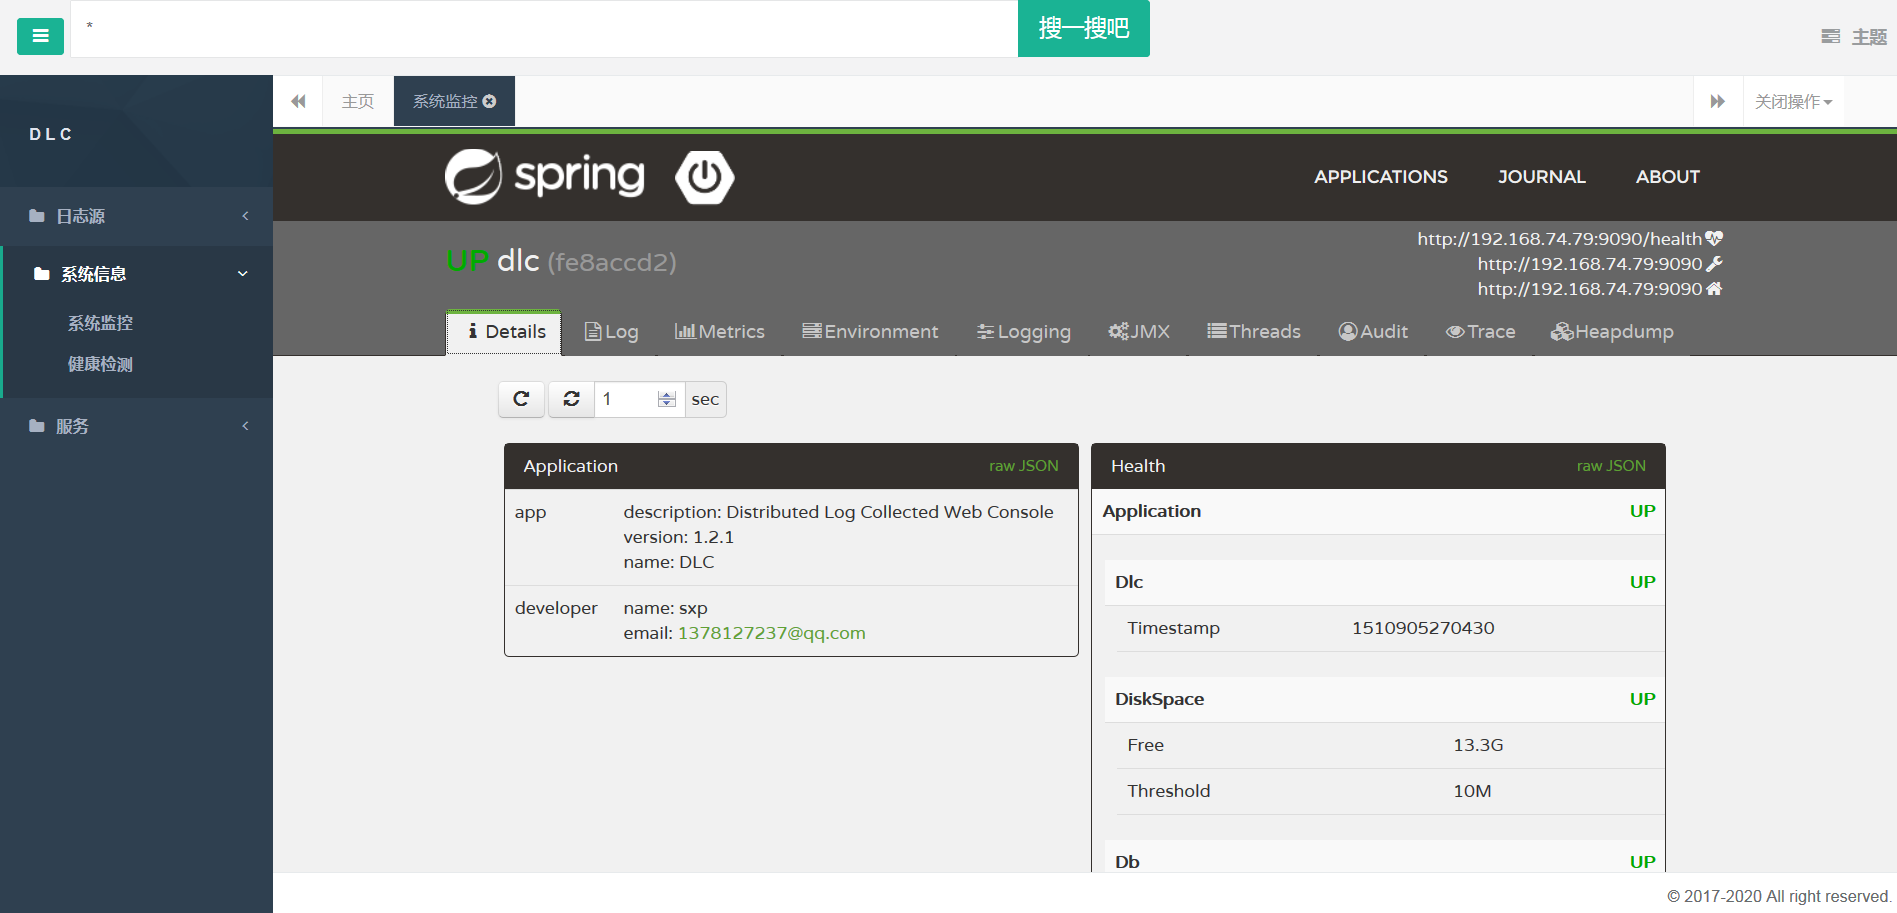 *
搜一搜吧
主题
DLC
日志源
系统信息
系统监控
健康检测
服务
主页
系统监控
关闭操作
spring
APPLICATIONS JOURNAL ABOUT
UP dlc (fe8accd2)
http://192.168.74.79:9090/health
http://192.168.74.79:9090
http://192.168.74.79:9090
Details Log Metrics Environment Logging JMX Threads Audit Trace Heapdump
1 sec
Application raw JSON
app description: Distributed Log Collected Web Console
version: 1.2.1
name: DLC
developer name: sxp
email: 1378127237@qq.com
Health raw JSON
Application UP
Dlc UP
Timestamp 1510905270430
DiskSpace UP
Free 13.3G
Threshold 10M
Db UP
© 2017-2020 All right reserved.